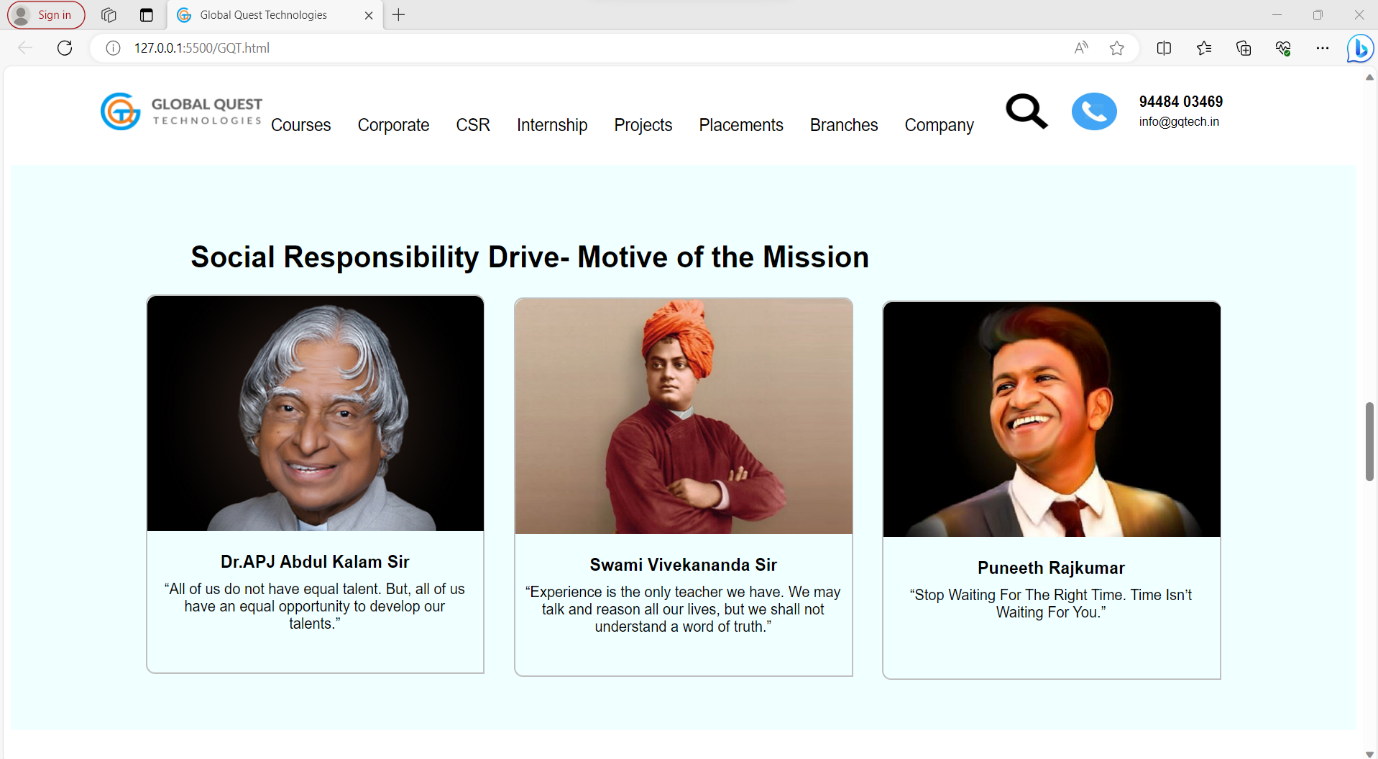 Sign in
Global Quest Technologies
127.0.0.1:5500/GQT.html
GLOBAL QUEST
TECHNOLOGIES
Courses Corporate CSR Internship Projects Placements Branches Company
94484 03469
info@gqtech.in
Social Responsibility Drive- Motive of the Mission
Dr.APJ Abdul Kalam Sir
“All of us do not have equal talent. But, all of us
have an equal opportunity to develop our
talents.”
Swami Vivekananda Sir
“Experience is the only teacher we have. We may
talk and reason all our lives, but we shall not
understand a word of truth.”
Puneeth Rajkumar
“Stop Waiting For The Right Time. Time Isn’t
Waiting For You.”